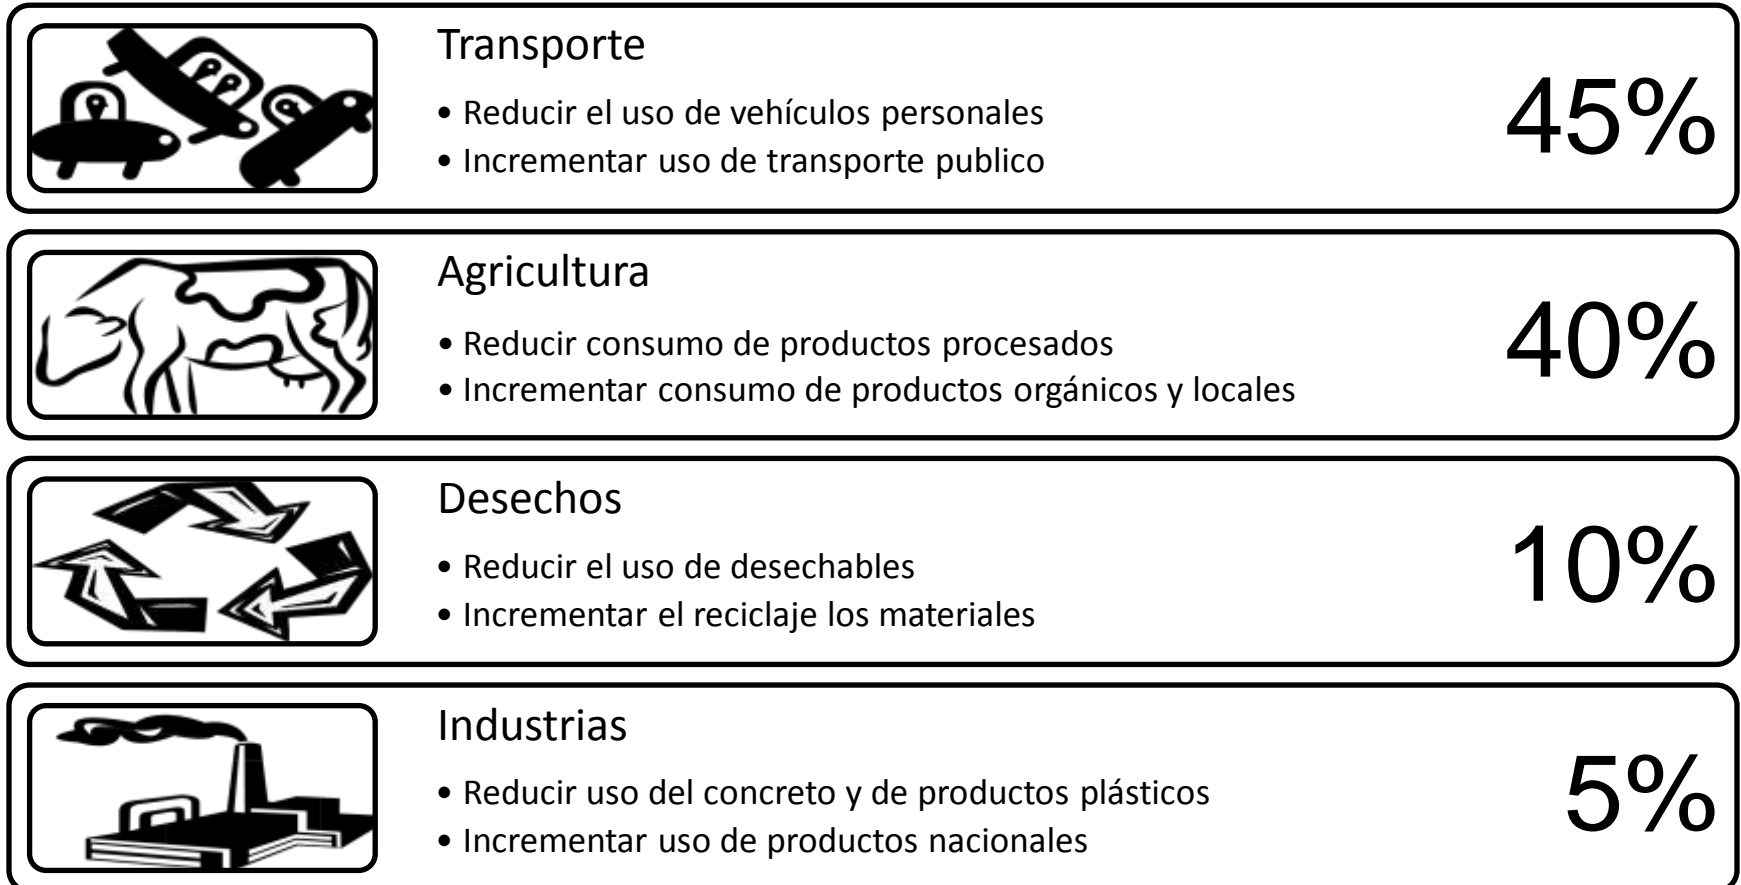 Transporte
• Reducir el uso de vehículos personales
• Incrementar uso de transporte publico
45%
Agricultura
• Reducir consumo de productos procesados
• Incrementar consumo de productos orgánicos y locales
40%
Desechos
• Reducir el uso de desechables
• Incrementar el reciclaje los materiales
10%
Industrias
• Reducir uso del concreto y de productos plásticos
• Incrementar uso de productos nacionales
5%